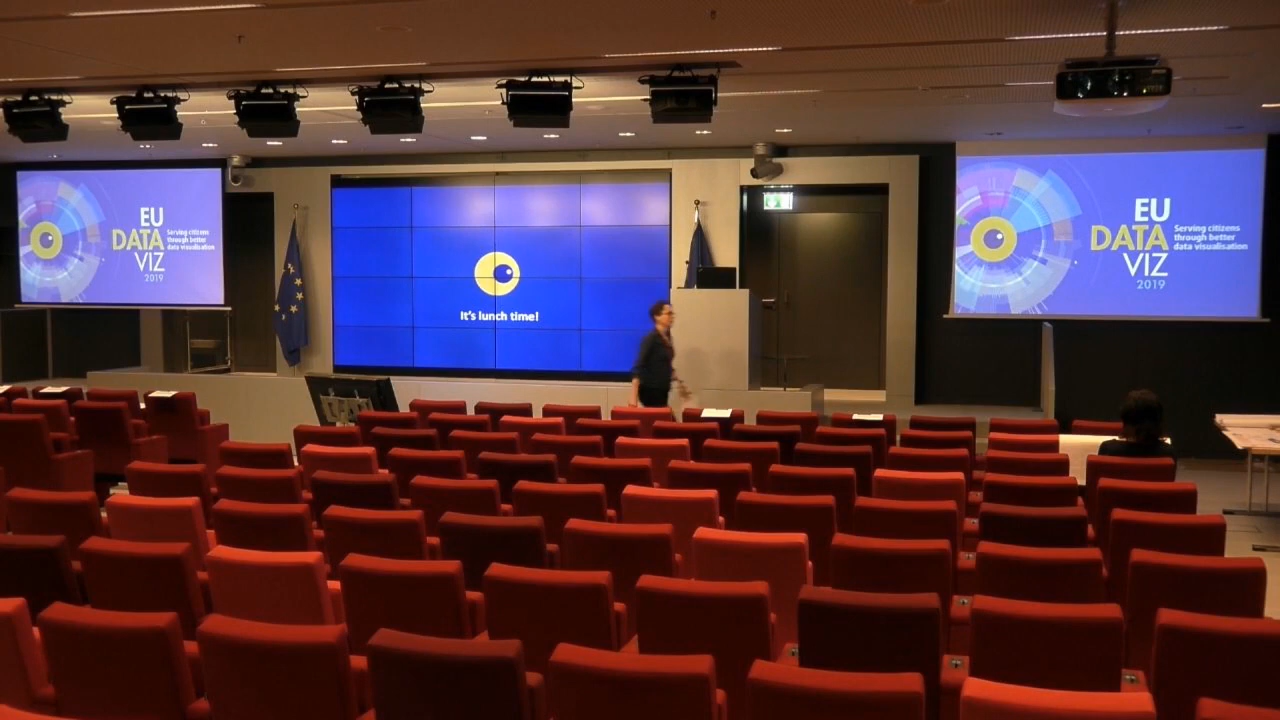 EU
DATA
VIZ
2019
Serving citizens
through better
data visualisation
It's lunch time!
EU
DATA
VIZ
2019
Serving citizens
through better
data visualisation